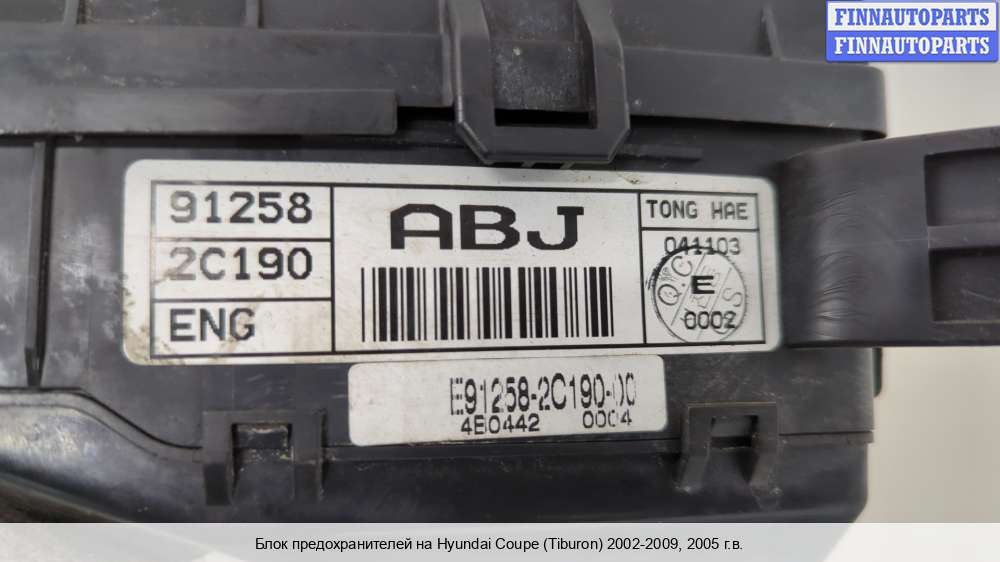 FINNAUTOPARTS
FINNAUTOPARTS
91258
2C190
ENG
ABJ
TONG HAE
041103
E
0002
E91258-2C190-00
4E0442 0004
Блок предохранителей на Hyundai Coupe (Tiburon) 2002-2009, 2005 г.в.